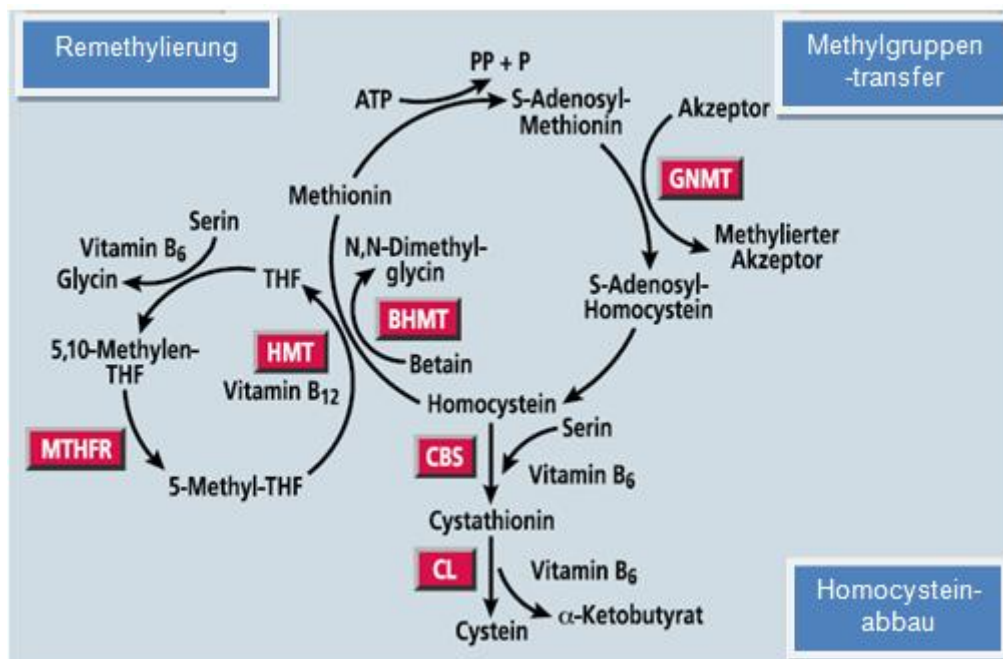 Remethylierung
Methylgruppen
-transfer
PP + P
ATP
S-Adenosyl-
Methionin
Akzeptor
GNMT
Methionin
Serin
Vitamin B6
Glycin
N,N-Dimethyl-
glycin
THF
Methylierter
Akzeptor
S-Adenosyl-
Homocystein
BHMT
HMT
5,10-Methylen-
THF
Betain
Vitamin B12
Homocystein
Serin
MTHFR
CBS
Vitamin B6
5-Methyl-THF
Cystathionin
CL
Vitamin B6
α-Ketobutyrat
Cystein
Homocystein-
abbau